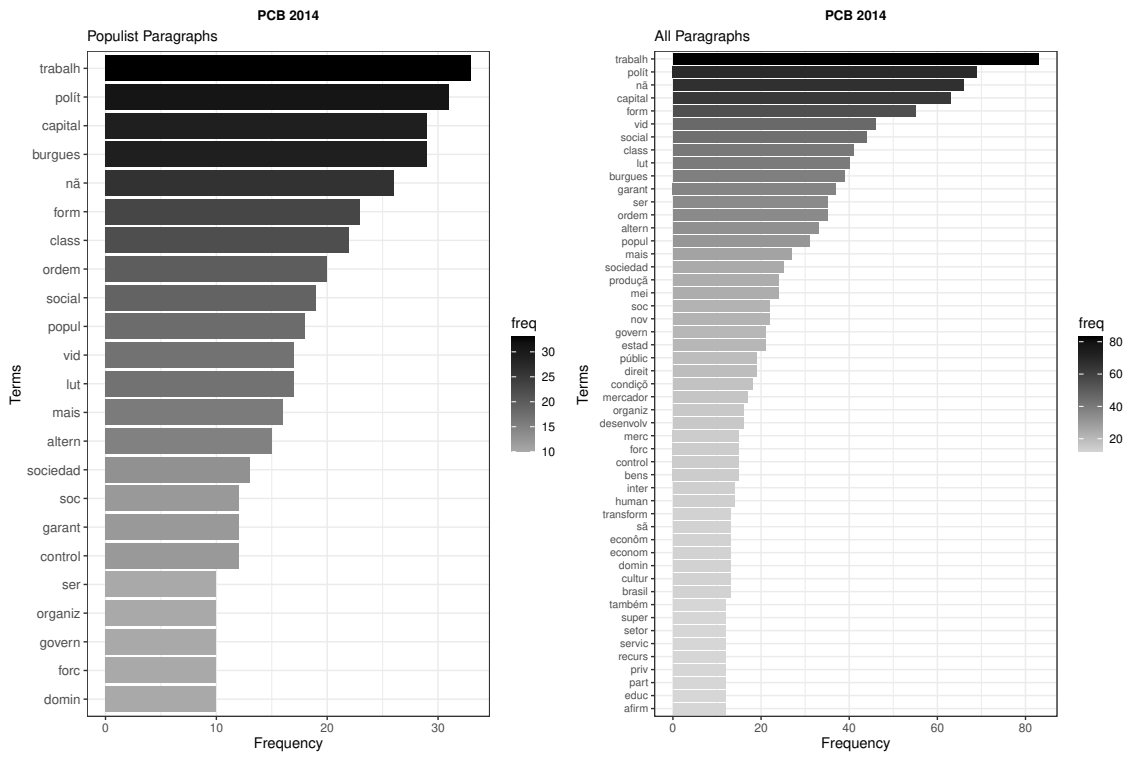 PCB 2014
Populist Paragraphs
trabalh
polít
capital
burgues
nã
form
class
ordem
social
popul
vid
lut
mais
altern
sociedad
soc
garant
control
ser
organiz
govern
forc
domin
Terms
0 10 20 30
Frequency
freq
30
25
20
15
10
PCB 2014
All Paragraphs
trabalh
polít
nã
capital
form
vid
social
class
lut
burgues
garant
ser
ordem
altern
popul
mais
sociedad
produçã
mei
soc
nov
govern
estad
públic
direit
condiçõ
mercador
organiz
desenvolv
merc
forc
control
bens
inter
human
transform
sã
econôm
econom
domin
cultur
brasil
também
super
setor
servic
recurs
priv
part
educ
afirm
Terms
0 20 40 60 80
Frequency
freq
80
60
40
20